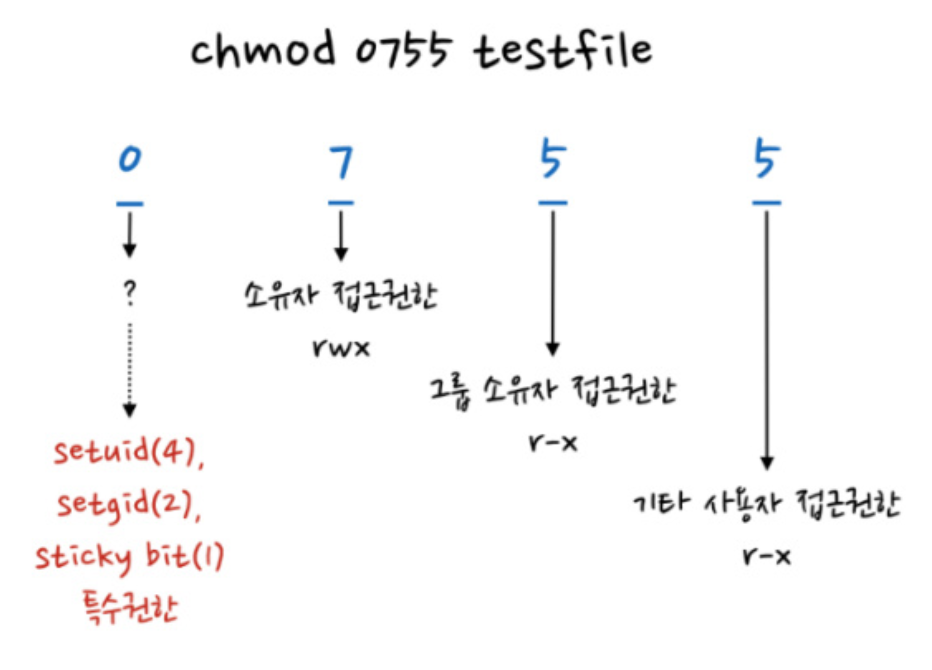 chmod 0755 testfile
0 7 5 5
?
소유자 접근권한
rwx
그룹 소유자 접근권한
r-x
setuid(4),
setgid(2),
sticky bit(1)
특수권한
기타 사용자 접근권한
r-x